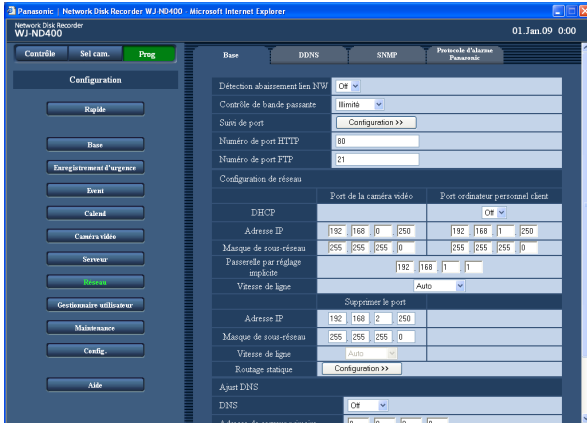 Panasonic | Network Disk Recorder WJ-ND400 - Microsoft Internet Explorer
Network Disk Recorder
WJ-ND400
01.Jan.09 0:00
Contrôle Sel cam. Prog
Base DDNS SNMP Protocole d'alarme Panasonic
Configuration
Rapide
Base
Enregistrement d'urgence
Event
Calend
Caméra vidéo
Serveur
Réseau
Gestionnaire utilisateur
Maintenance
Config.
Aide
Détection abaissement lien NW Off
Contrôle de bande passante Illimité
Suivi de port Configuration >>
Numéro de port HTTP 80
Numéro de port FTP 21
Configuration de réseau
Port de la caméra vidéo Port ordinateur personnel client
DHCP Off
Adresse IP 192 . 168 . 0 . 250 192 . 168 . 1 . 250
Masque de sous-réseau 255 . 255 . 255 . 0 255 . 255 . 255 . 0
Passerelle par réglage implicite 192 . 168 . 1 . 1
Vitesse de ligne Auto
Supprimer le port
Adresse IP 192 . 168 . 2 . 250
Masque de sous-réseau 255 . 255 . 255 . 0
Vitesse de ligne Auto
Routage statique Configuration >>
Ajust DNS
DNS Off